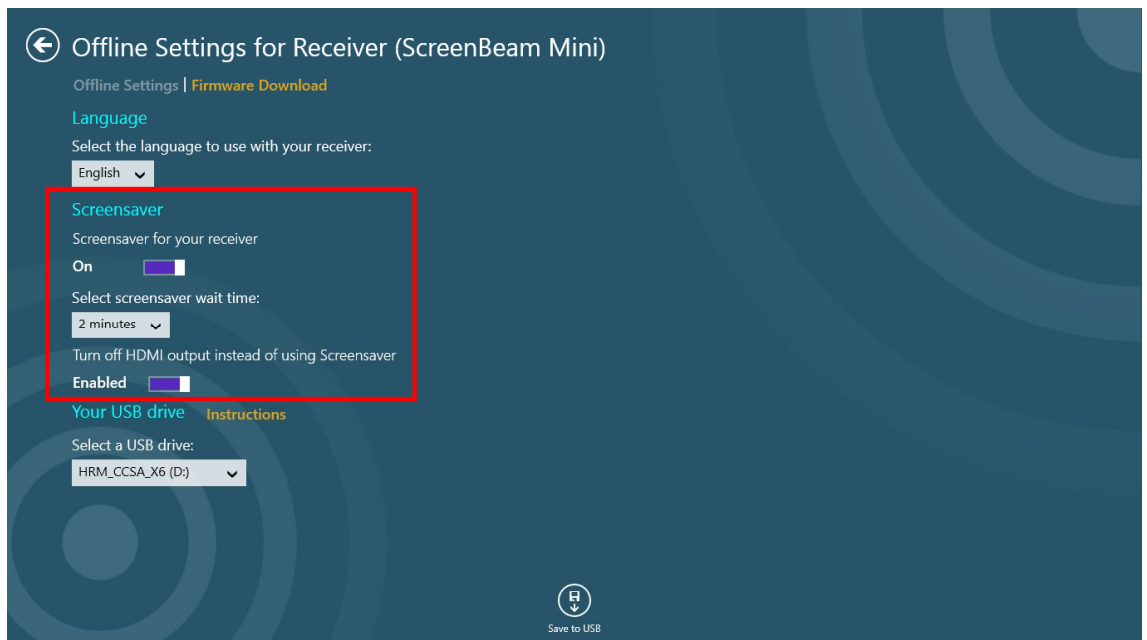 Offline Settings for Receiver (ScreenBeam Mini)
Offline Settings | Firmware Download
Language
Select the language to use with your receiver:
English
Screensaver
Screensaver for your receiver
On
Select screensaver wait time:
2 minutes
Turn off HDMI output instead of using Screensaver
Enabled
Your USB drive Instructions
Select a USB drive:
HRM_CCSA_X6 (D:)
Save to USB